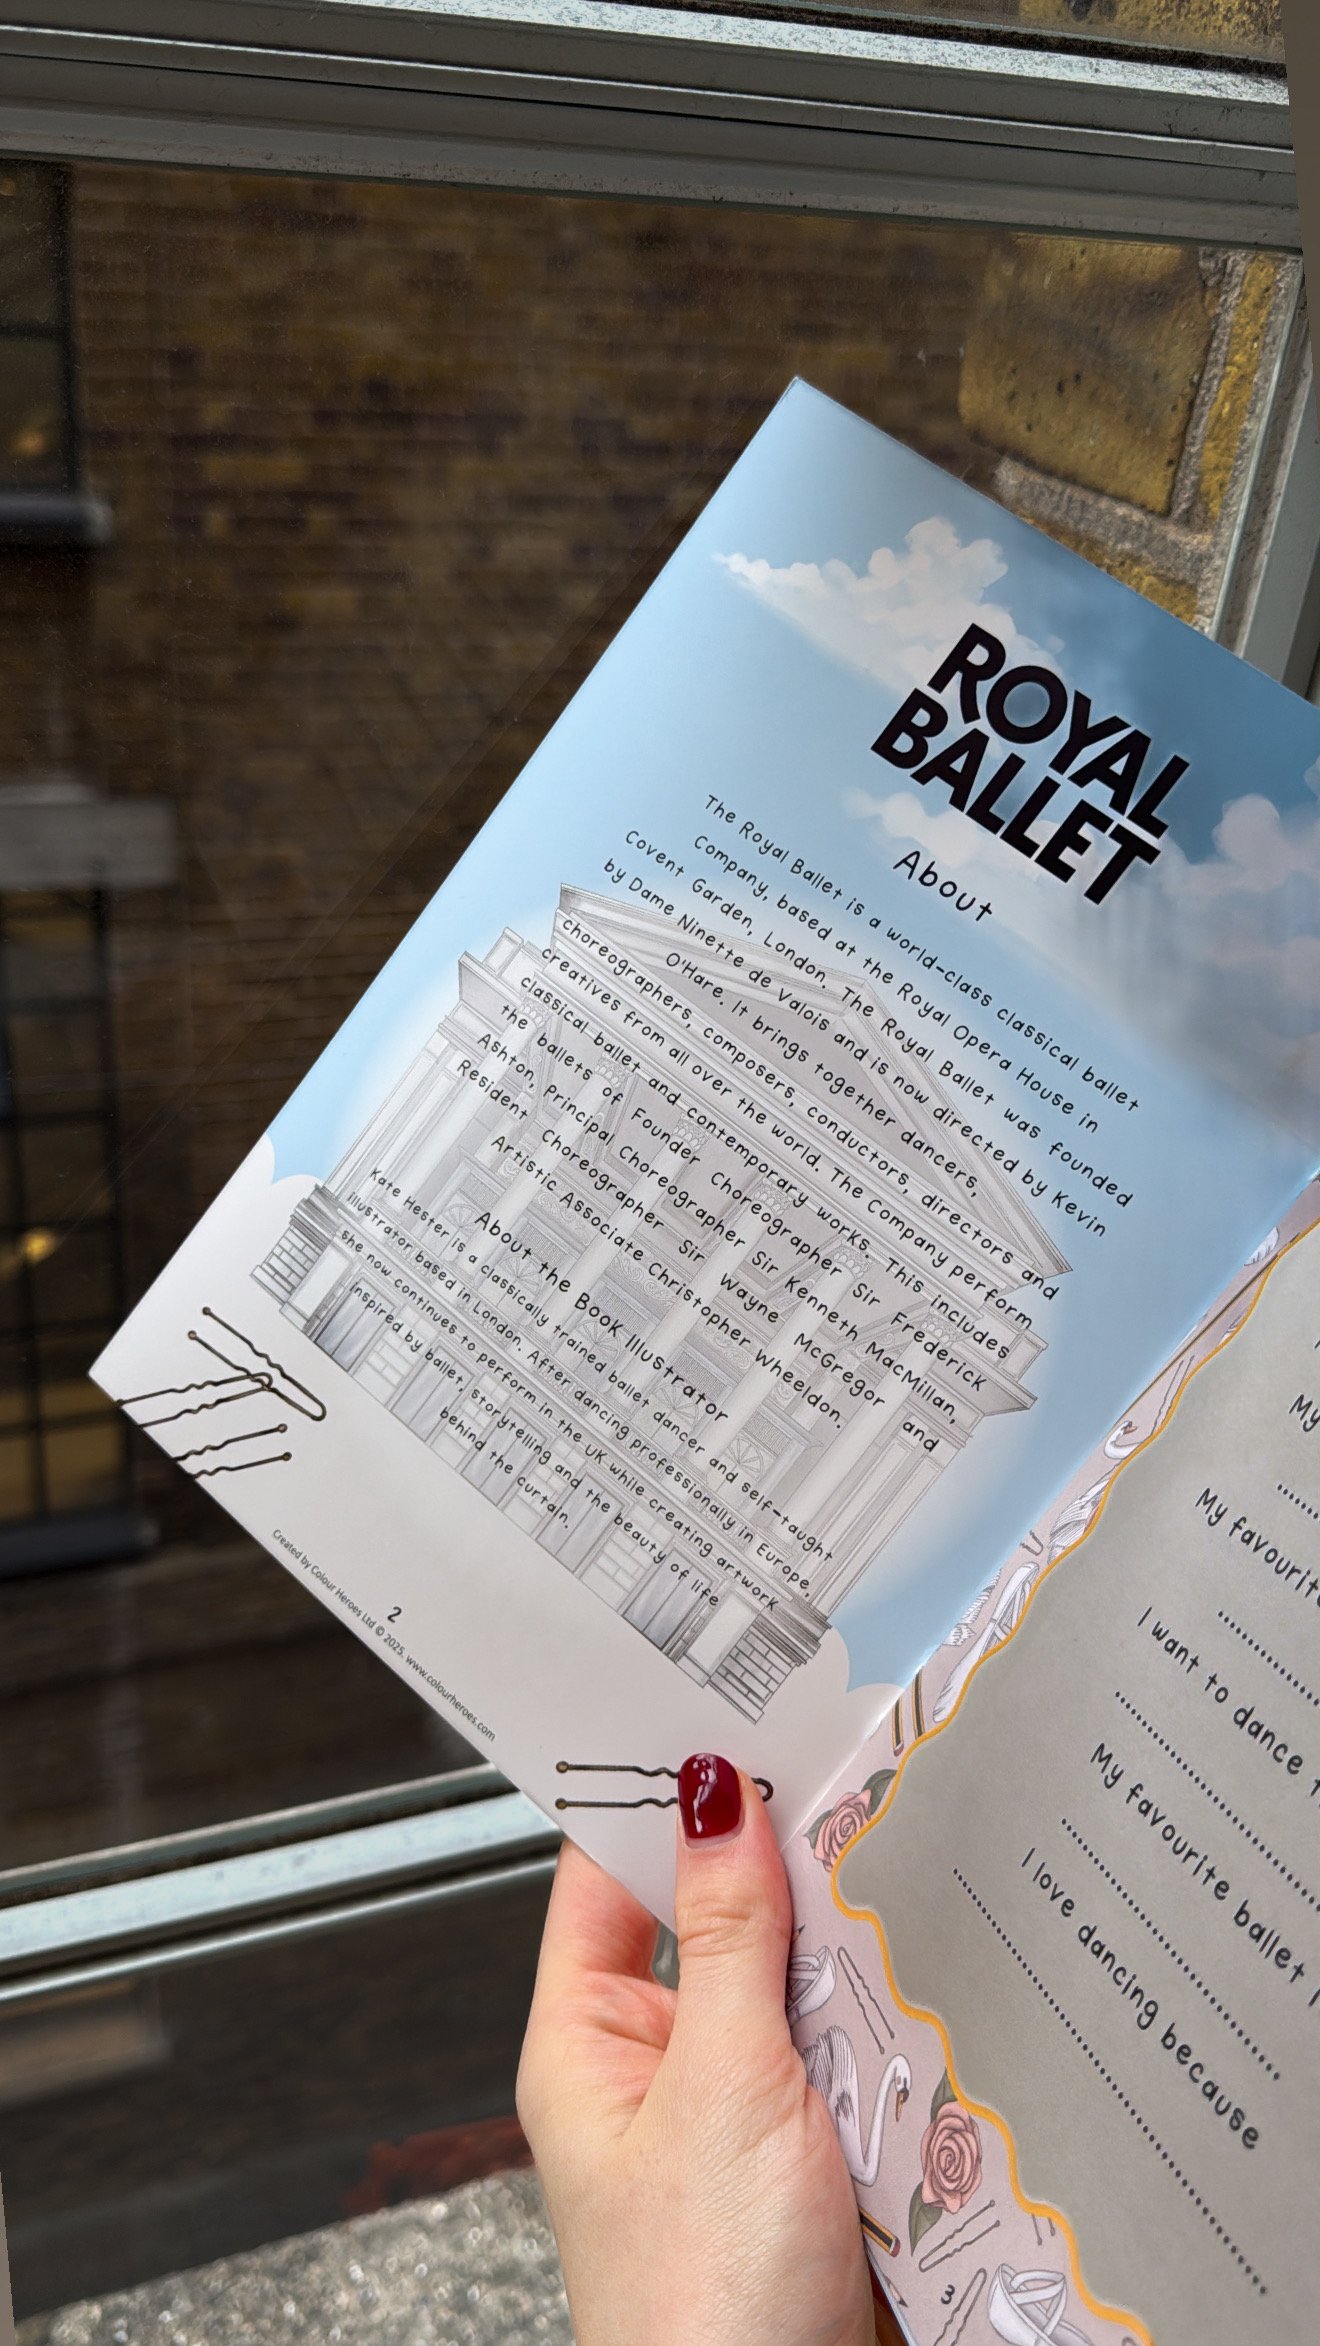 ROYAL
BALLET
About
The Royal Ballet is a world-class classical ballet
Company, based at the Royal Opera House in
Covent Garden, London. The Royal Ballet was founded
by Dame Ninette de Valois and is now directed by Kevin
O'Hare. It brings together dancers,
choreographers, composers, conductors, directors and
creatives from all over the world. The Company perform
classical ballet and contemporary works. This includes
the ballets of Founder Choreographer Sir Frederick
Ashton, Principal Choreographer Sir Kenneth MacMillan,
Resident Choreographer Sir Wayne McGregor and
Artistic Associate Christopher Wheeldon.
About the Book Illustrator
Kate Hester is a classically trained ballet dancer and self-taught
illustrator based in London. After dancing professionally in Europe,
she now continues to perform in the UK while creating artwork
inspired by ballet, storytelling and the beauty of life
behind the curtain.
2
Created by Colour Heroes Ltd © 2025. www.colourheroes.com
My
My favourite
I want to dance
My favourite ballet
I love dancing because
3